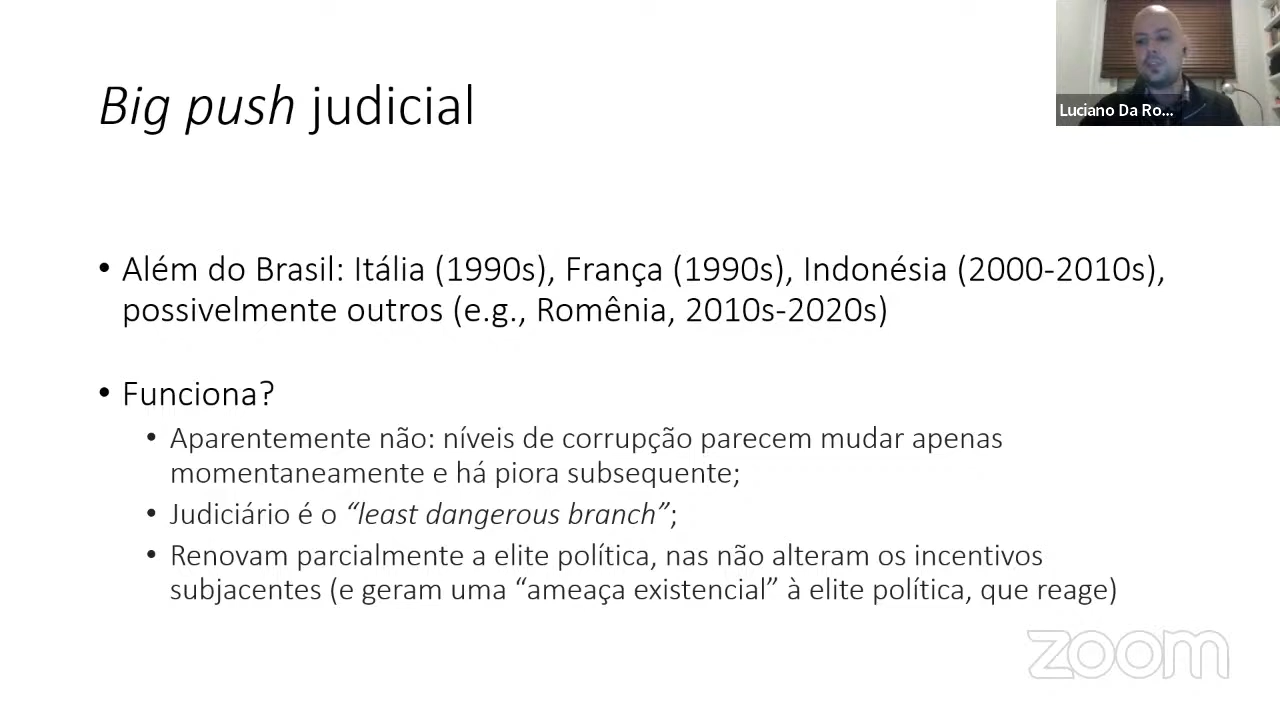 Big push judicial
Luciano Da Ro...
• Além do Brasil: Itália (1990s), França (1990s), Indonésia (2000-2010s),
possivelmente outros (e.g., Romênia, 2010s-2020s)
• Funciona?
• Aparentemente não: níveis de corrupção parecem mudar apenas
momentaneamente e há piora subsequente;
• Judiciário é o “least dangerous branch”;
• Renovam parcialmente a elite política, nas não alteram os incentivos
subjacentes (e geram uma “ameaça existencial” à elite política, que reage)
zoom